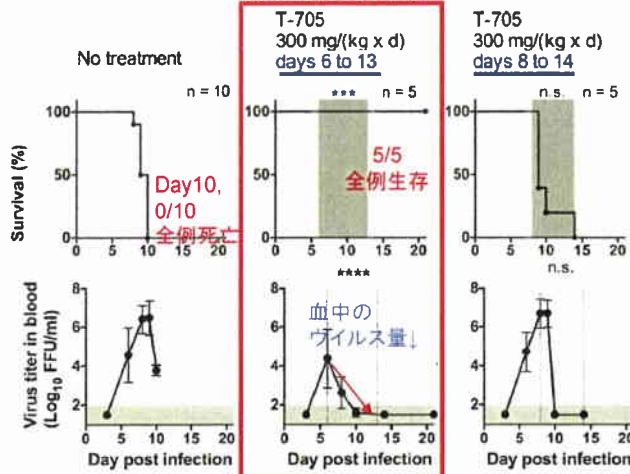 No treatment
n = 10
T-705
300 mg/(kg x d)
days 6 to 13
*** n = 5
T-705
300 mg/(kg x d)
days 8 to 14
n.s. n = 5
Survival (%)
100
50
0
0 5 10 15 20
Day10,
0/10
全例死亡
100
50
0
0 5 10 15 20
5/5
全例生存
100
50
0
0 5 10 15 20
Virus titer in blood
(Log10 FFU/ml)
8
6
4
2
0 5 10 15 20
Day post infection
****
8
6
4
2
血中の
ウイルス量↓
0 5 10 15 20
Day post infection
n.s.
8
6
4
2
0 5 10 15 20
Day post infection